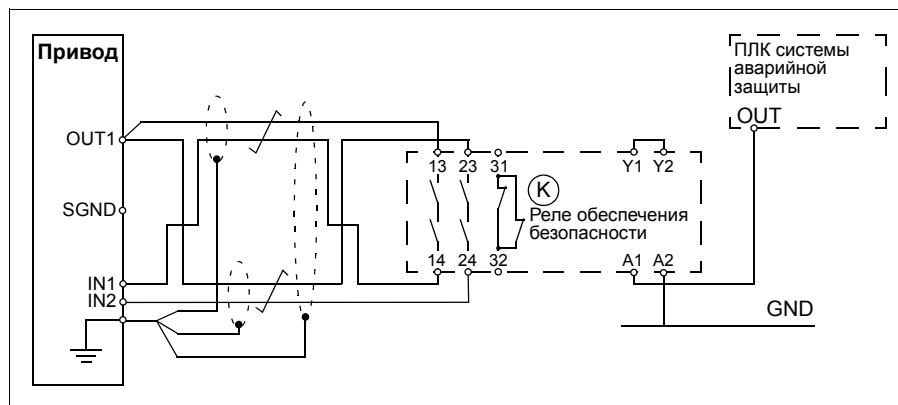 Привод
ПЛК системы
аварийной
защиты
OUT
OUT1
13 23 31
Y1 Y2
K
SGND
Реле обеспечения
безопасности
14 24 32
A1 A2
IN1
IN2
GND